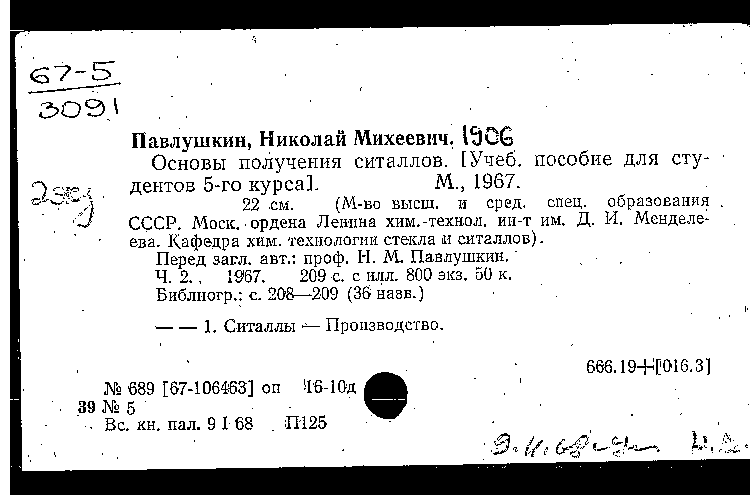 67-5
3091
Павлушкин, Николай Михеевич. 1906
Основы получения ситаллов. [Учеб. пособие для сту-
дентов 5-го курса]. М., 1967.
2 экз
22 см. (М-во высш. и сред. спец. образования
СССР. Моск. ордена Ленина хим.-технол. ин-т им. Д. И. Менделе-
ева. Кафедра хим. технологии стекла и ситаллов).
Перед загл. авт.: проф. Н. М. Павлушкин.
Ч. 2., 1967. 209 с. с илл. 800 экз. 50 к.
Библиогр.: с. 208—209 (36 назв.)
— — 1. Ситаллы — Производство.
666.19+[016.3]
№ 689 [67-106463] оп 16-10д
39 № 5
Вс. кн. пал. 9 I 68 П125